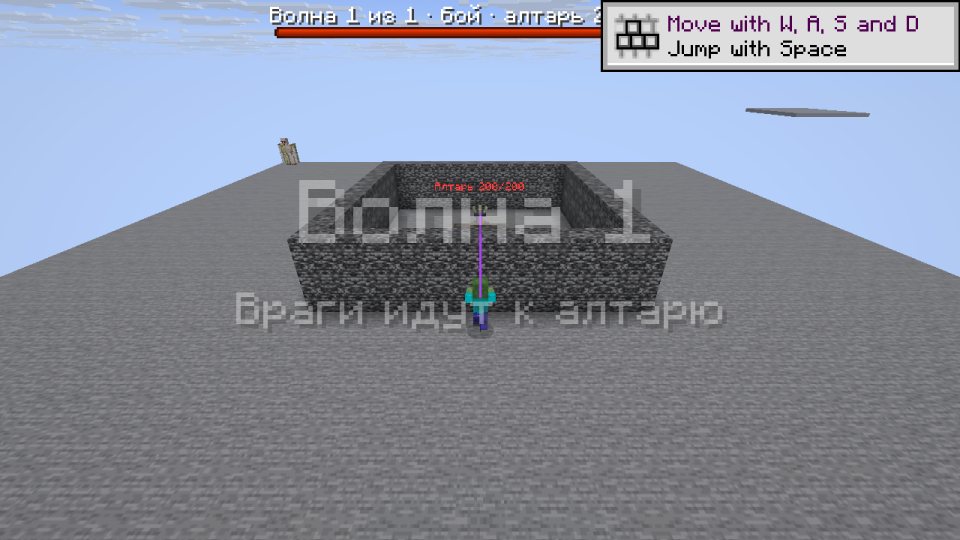 Волна 1 из 1 · бой · алтарь 2
Move with W, A, S and D
Jump with Space
Алтарь 200/200
Волна 1
Враги идут к алтарю